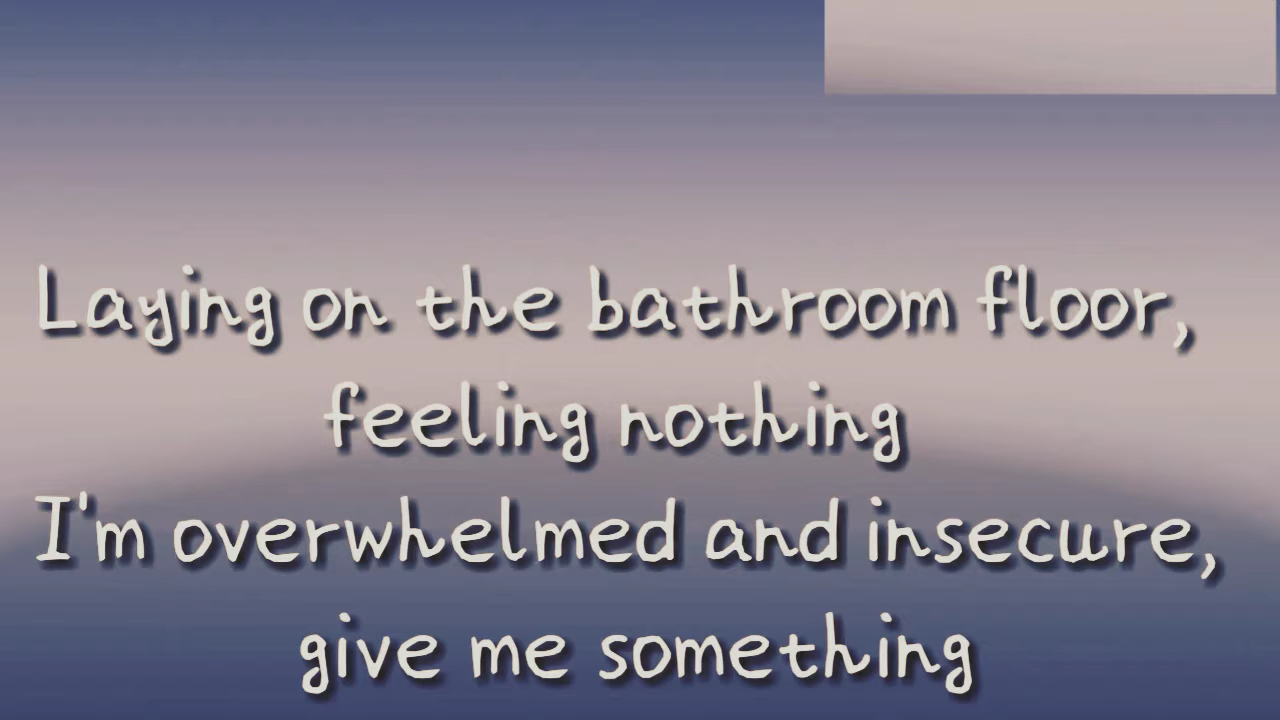 Laying on the bathroom floor,
feeling nothing
I'm overwhelmed and insecure,
give me something